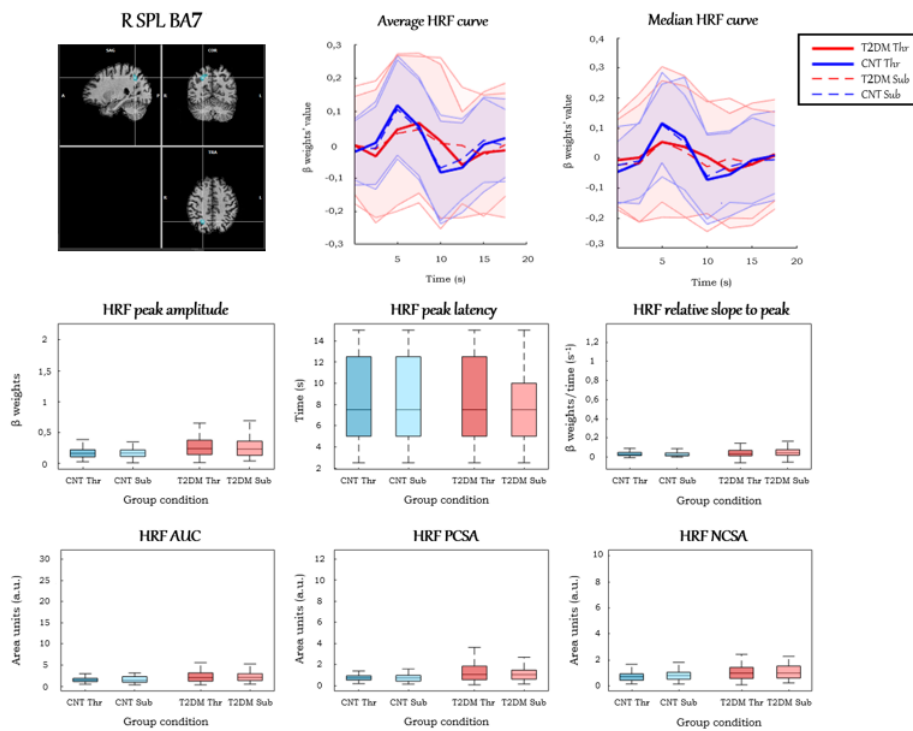 R SPL BA7
SAG
COR
A
P
R
L
TRA
R
L
Average HRF curve
β weights' value
0,3
0,2
0,1
0
-0,1
-0,2
-0,3
5
10
15
20
Time (s)
Median HRF curve
β weights' value
0,4
0,3
0,2
0,1
0
-0,1
-0,2
-0,3
5
10
15
20
Time (s)
T2DM Thr
CNT Thr
T2DM Sub
CNT Sub
HRF peak amplitude
β weights
2
1,5
1
0,5
0
CNT Thr
CNT Sub
T2DM Thr
T2DM Sub
Group condition
HRF peak latency
Time (s)
14
12
10
8
6
4
2
CNT Thr
CNT Sub
T2DM Thr
T2DM Sub
Group condition
HRF relative slope to peak
β weights/time (s⁻¹)
1,2
1
0,8
0,6
0,4
0,2
0
CNT Thr
CNT Sub
T2DM Thr
T2DM Sub
Group condition
HRF AUC
Area units (a.u.)
30
25
20
15
10
5
0
CNT Thr
CNT Sub
T2DM Thr
T2DM Sub
Group condition
HRF PCSA
Area units (a.u.)
12
10
8
6
4
2
0
CNT Thr
CNT Sub
T2DM Thr
T2DM Sub
Group condition
HRF NCSA
Area units (a.u.)
10
8
6
4
2
0
CNT Thr
CNT Sub
T2DM Thr
T2DM Sub
Group condition